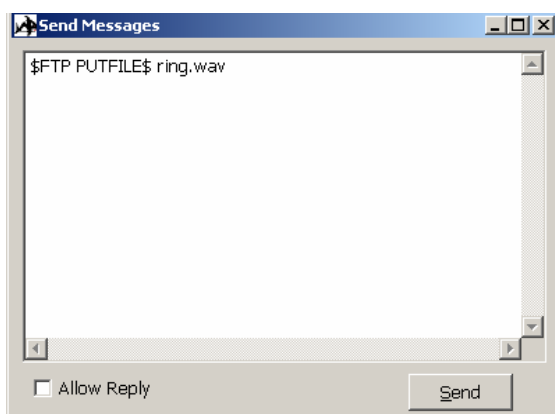 Send Messages
$FTP PUTFILE$ ring.wav
Allow Reply
Send